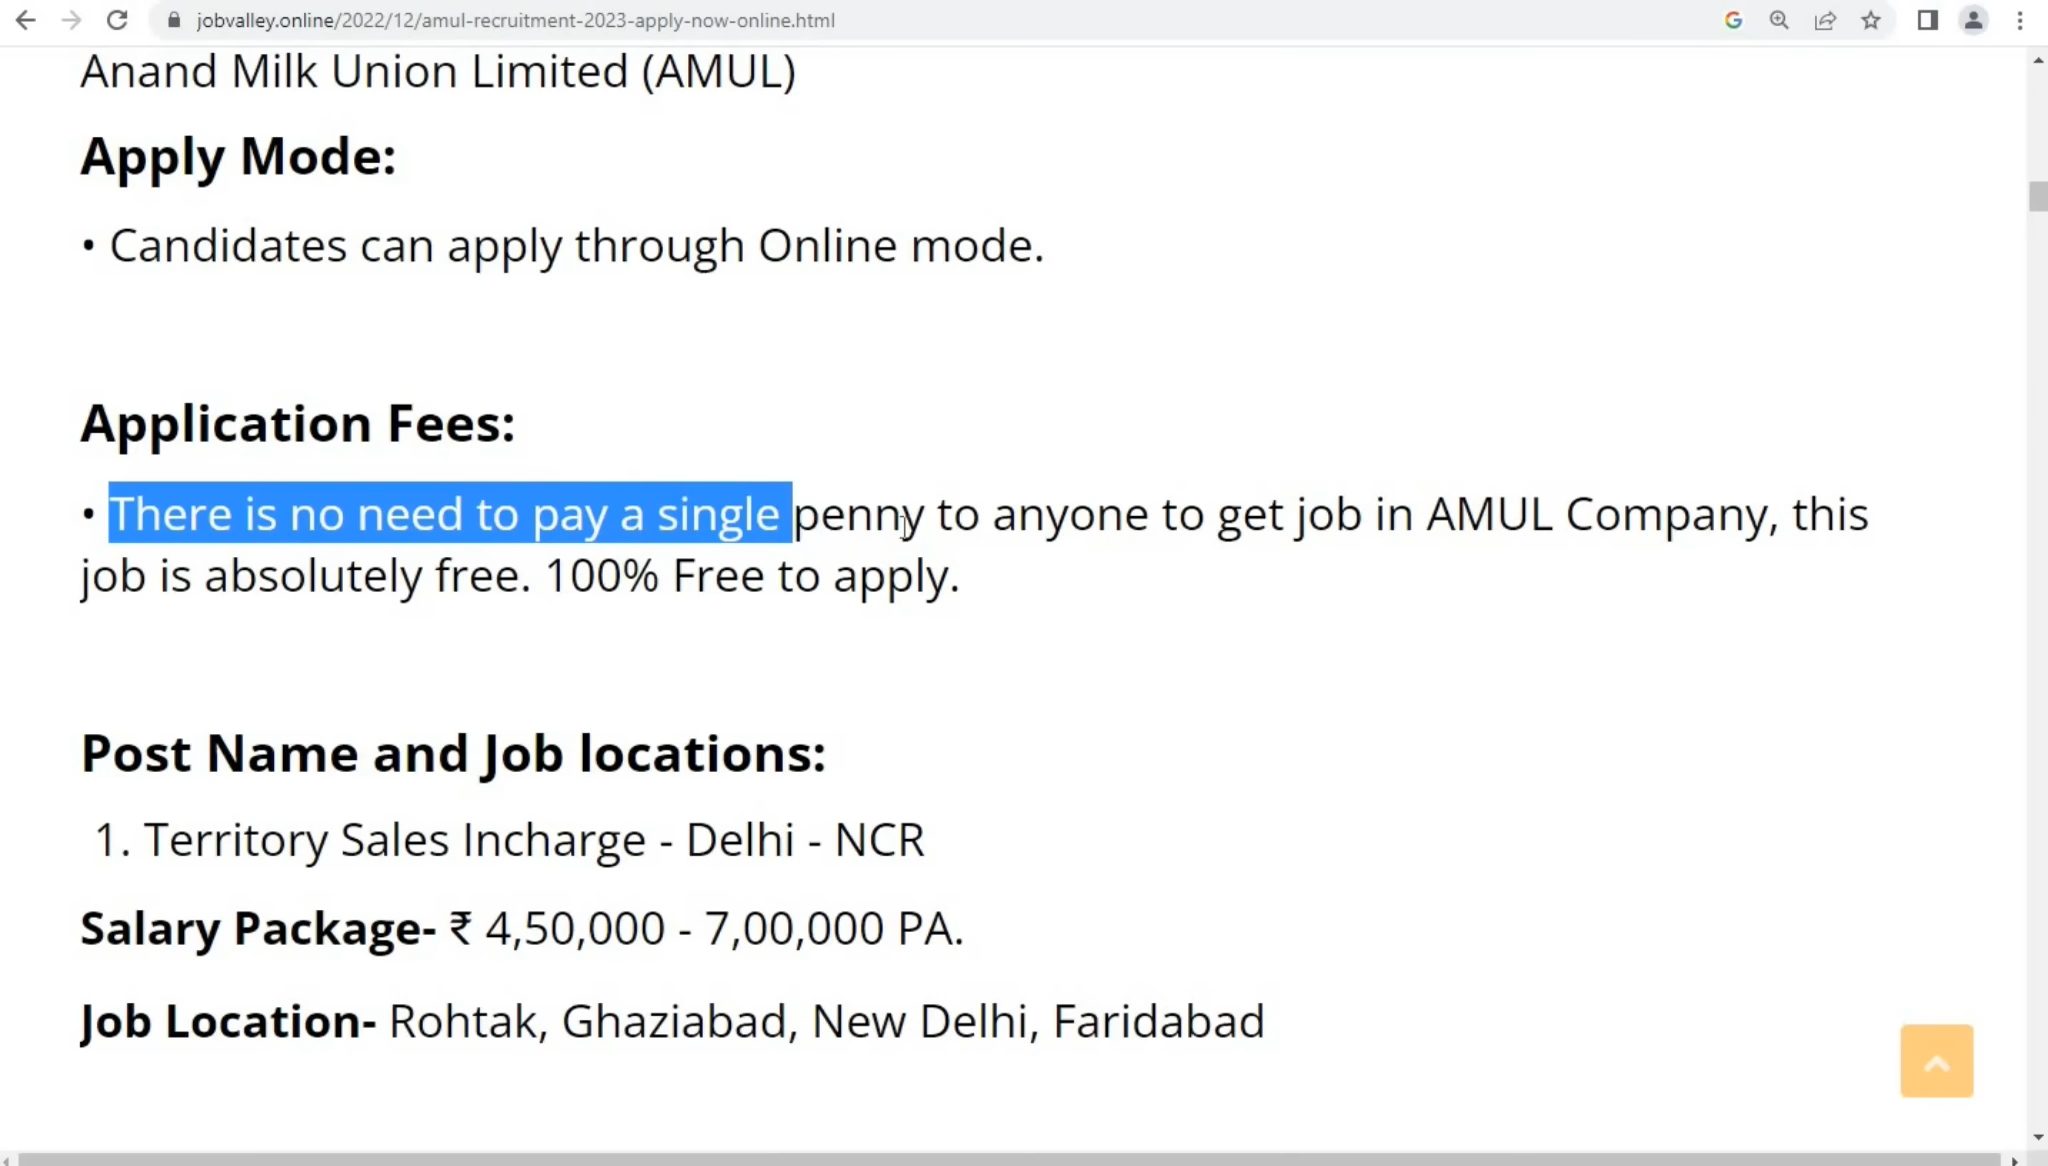 jobvalley.online/2022/12/amul-recruitment-2023-apply-now-online.html
Anand Milk Union Limited (AMUL)
Apply Mode:
• Candidates can apply through Online mode.
Application Fees:
• There is no need to pay a single penny to anyone to get job in AMUL Company, this
job is absolutely free. 100% Free to apply.
Post Name and Job locations:
1. Territory Sales Incharge - Delhi - NCR
Salary Package- ₹ 4,50,000 - 7,00,000 PA.
Job Location- Rohtak, Ghaziabad, New Delhi, Faridabad